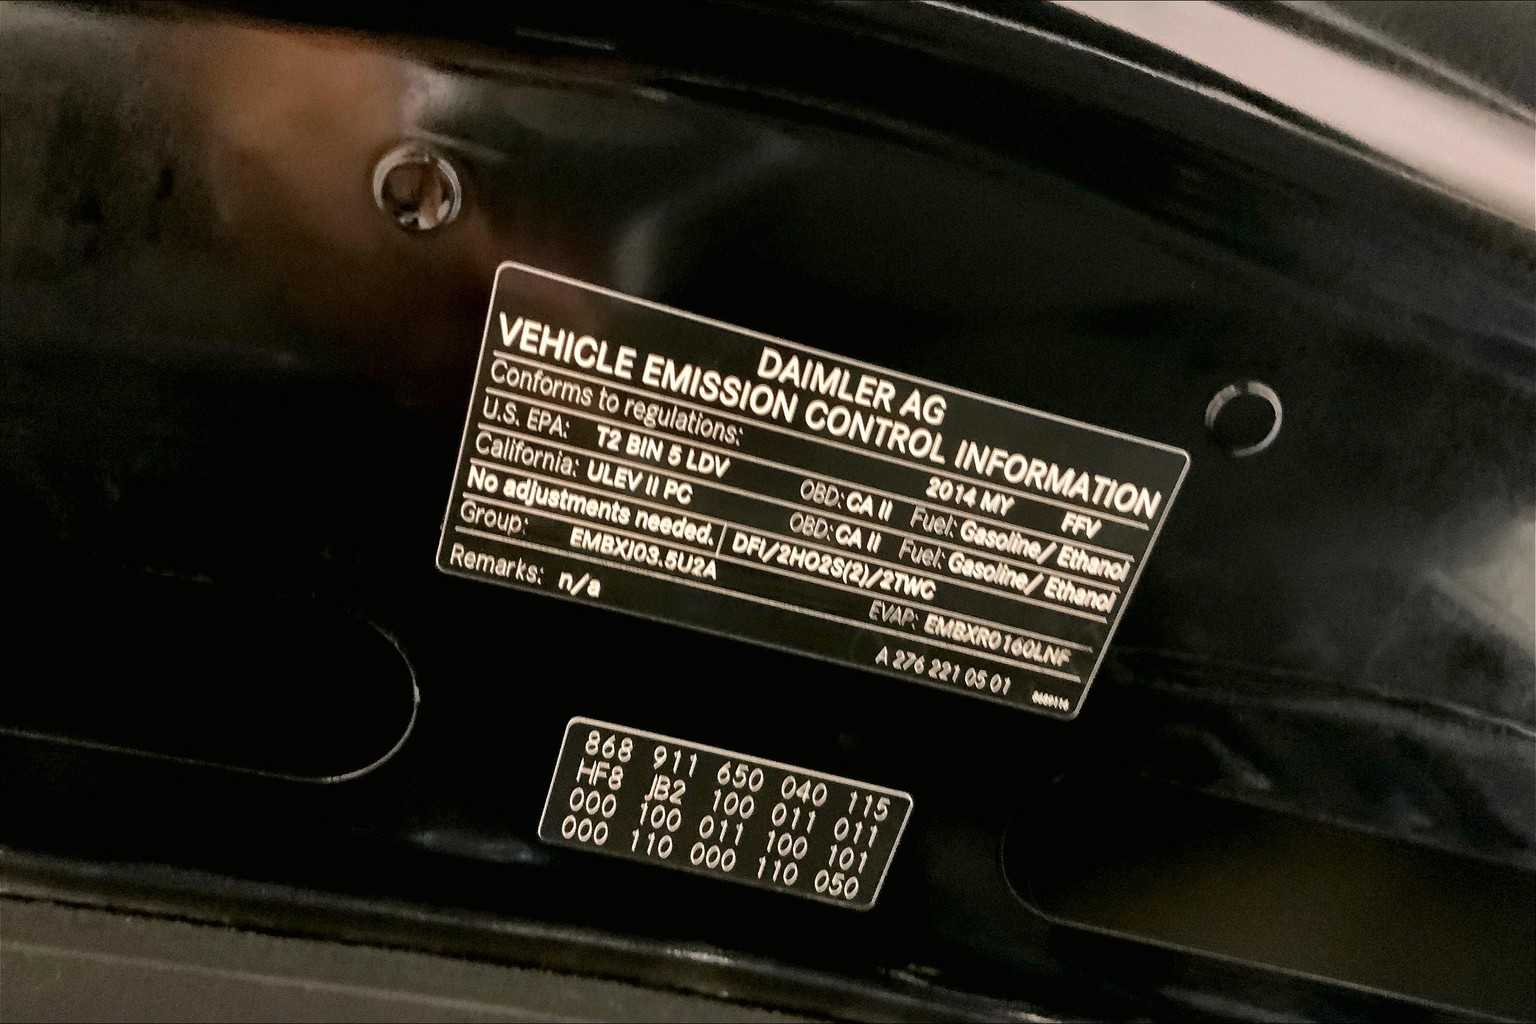 DAIMLER AG
VEHICLE EMISSION CONTROL INFORMATION
Conforms to regulations: 2014 MY FFV
U.S. EPA: T2 BIN 5 LDV OBD: CA II Fuel: Gasoline/ Ethanol
California: ULEV II PC OBD: CA II Fuel: Gasoline/ Ethanol
No adjustments needed. DFI/2HO2S(2)/2TWC
Group: EMBXJ03.5U2A EVAP: EMBXR0160LNF
Remarks: n/a A 276 221 05 01
868 911 650 040 115
HF8 JB2 100 011 011
000 100 011 100 101
000 110 000 110 050